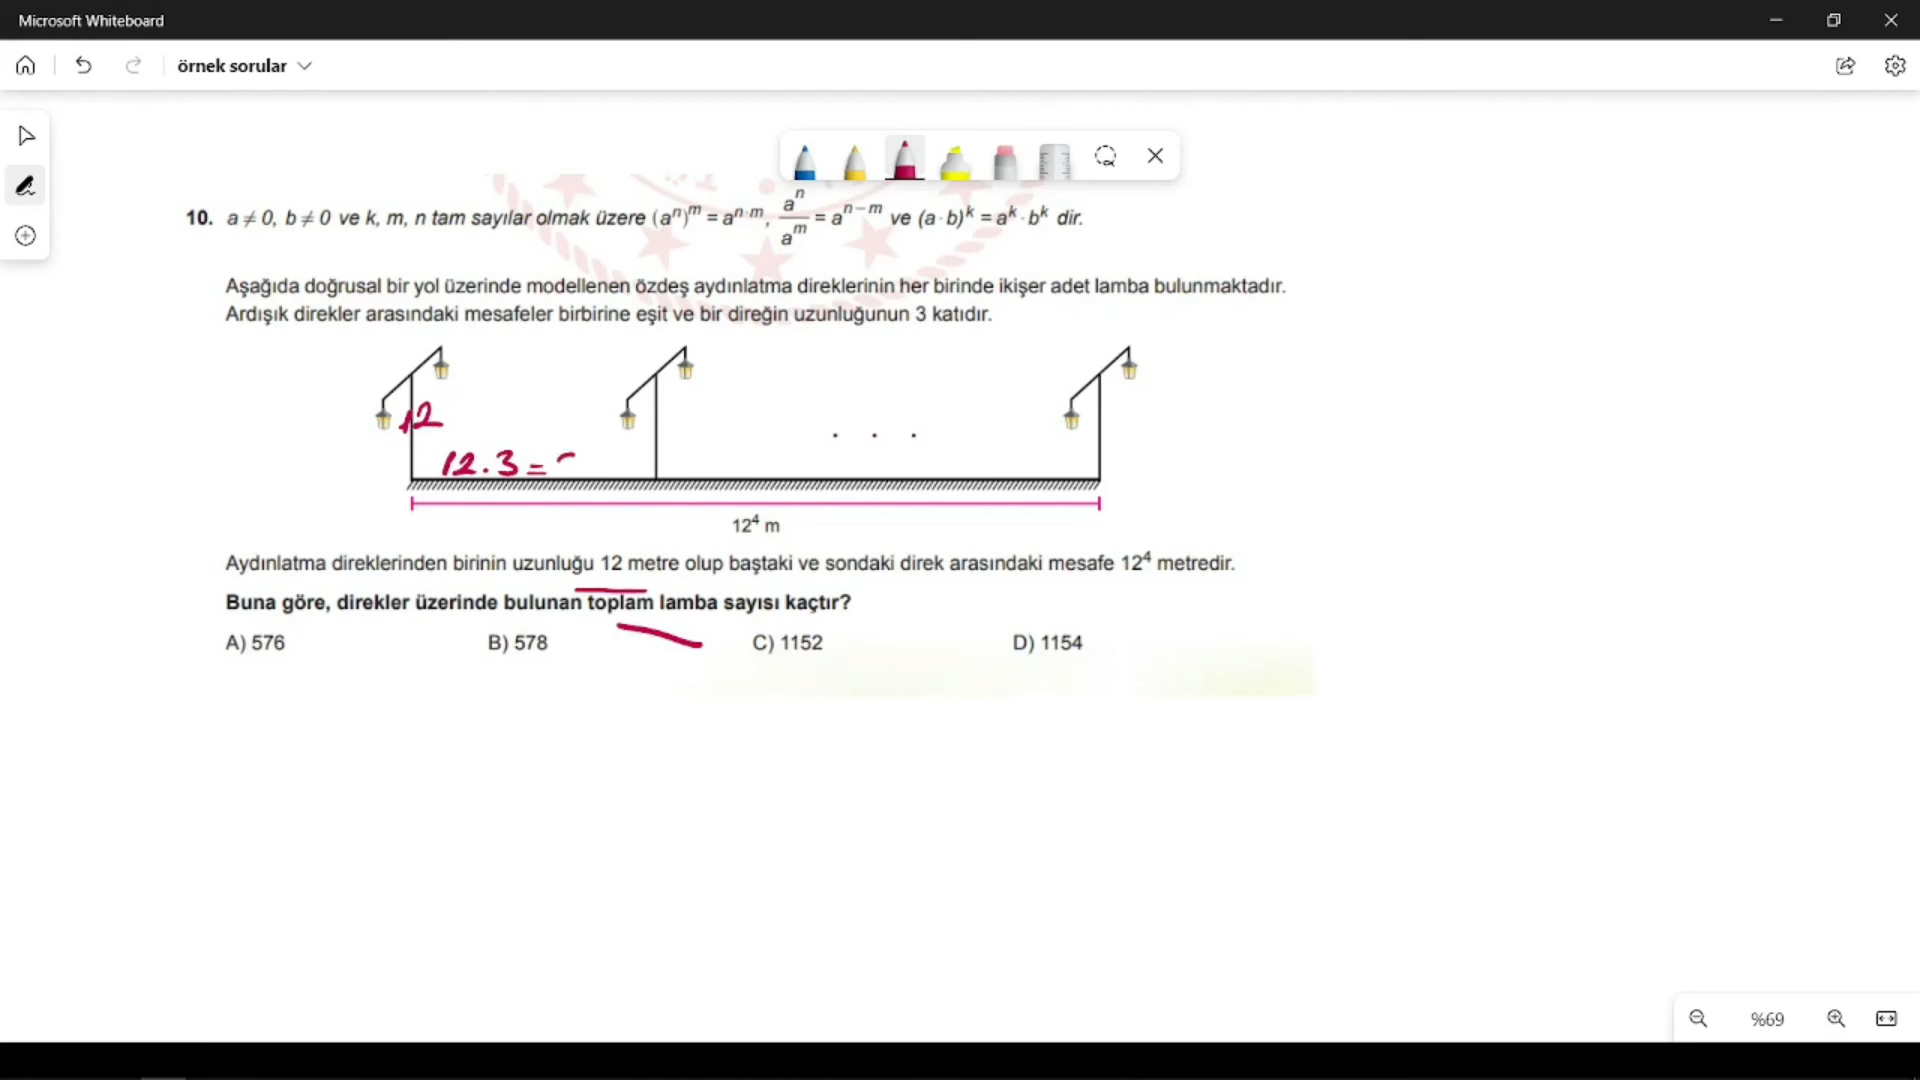 Microsoft Whiteboard
örnek sorular
10. a ≠ 0, b ≠ 0 ve k, m, n tam sayılar olmak üzere (aⁿ)ᵐ = aⁿ·ᵐ, aⁿ/aᵐ = aⁿ⁻ᵐ ve (a · b)ᵏ = aᵏ · bᵏ dir.
Aşağıda doğrusal bir yol üzerinde modellenen özdeş aydınlatma direklerinin her birinde ikişer adet lamba bulunmaktadır.
Ardışık direkler arasındaki mesafeler birbirine eşit ve bir direğin uzunluğunun 3 katıdır.
12
12.3=
. . .
12⁴ m
Aydınlatma direklerinden birinin uzunluğu 12 metre olup baştaki ve sondaki direk arasındaki mesafe 12⁴ metredir.
Buna göre, direkler üzerinde bulunan toplam lamba sayısı kaçtır?
A) 576 B) 578 C) 1152 D) 1154
%69